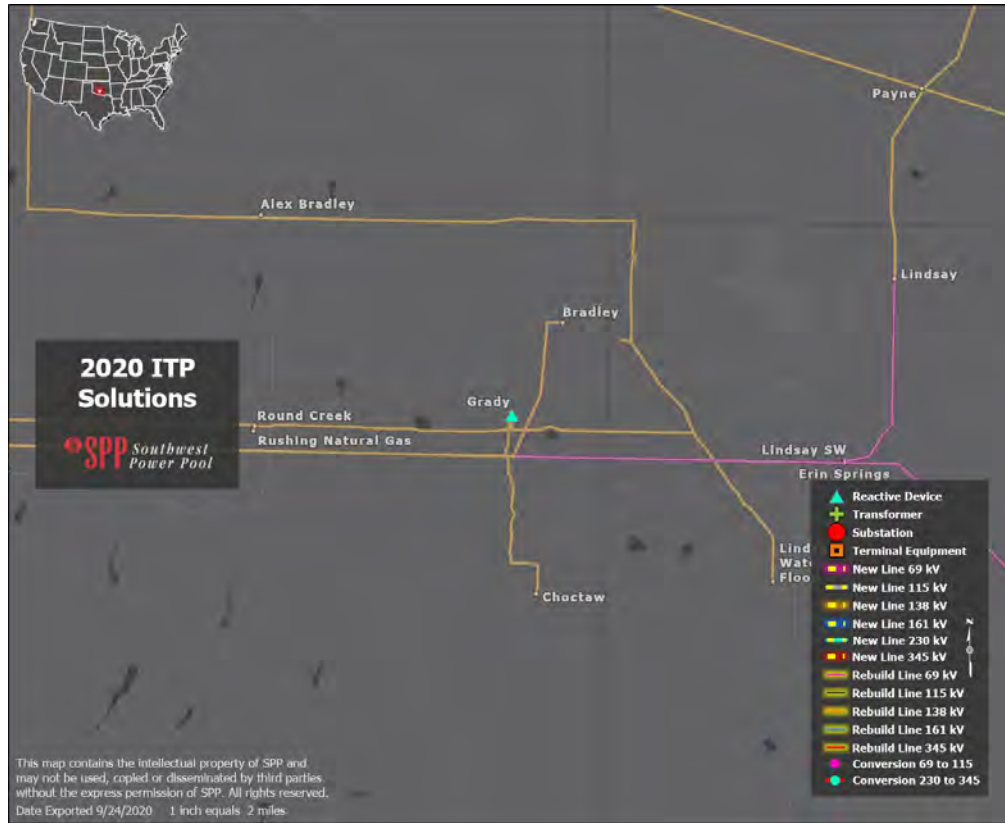 Payne
Alex Bradley
Lindsay
Bradley
2020 ITP
Solutions
SPP Southwest
Power Pool
Grady
Round Creek
Rushing Natural Gas
Lindsay SW
Erin Springs
Choctaw
Lind
Wate
Floo
Reactive Device
Transformer
Substation
Terminal Equipment
New Line 69 kV
New Line 115 kV
New Line 138 kV
New Line 161 kV
New Line 230 kV
New Line 345 kV
Rebuild Line 69 kV
Rebuild Line 115 kV
Rebuild Line 138 kV
Rebuild Line 161 kV
Rebuild Line 345 kV
Conversion 69 to 115
Conversion 230 to 345
N
This map contains the intellectual property of SPP and
may not be used, copied or disseminated by third parties
without the express permission of SPP. All rights reserved.
Date Exported 9/24/2020 1 inch equals 2 miles